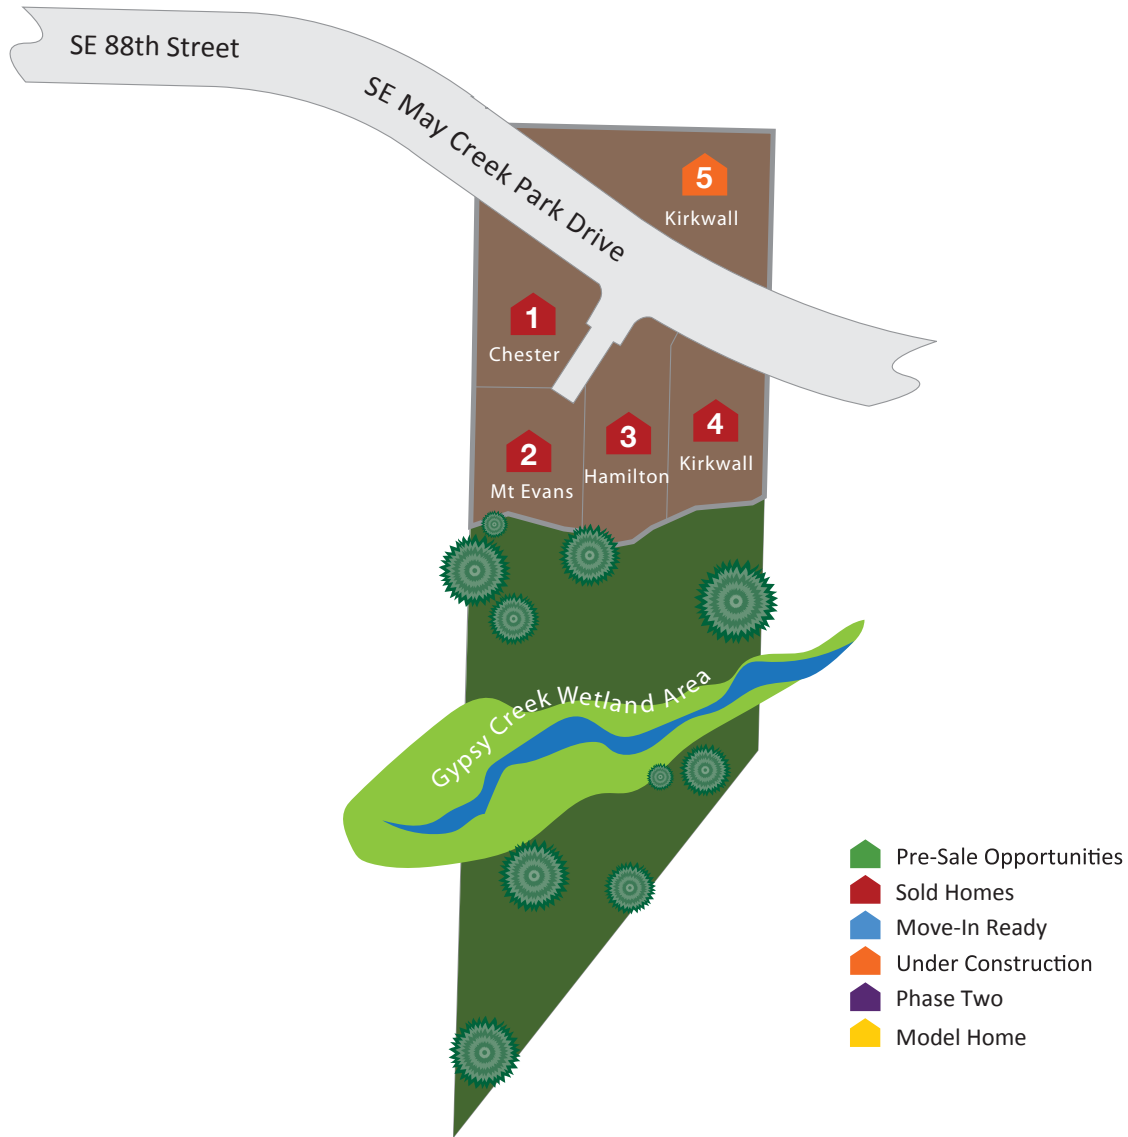 SE 88th Street
SE May Creek Park Drive
5
Kirkwall
1
Chester
2
Mt Evans
3
Hamilton
4
Kirkwall
Gypsy Creek Wetland Area
Pre-Sale Opportunities
Sold Homes
Move-In Ready
Under Construction
Phase Two
Model Home